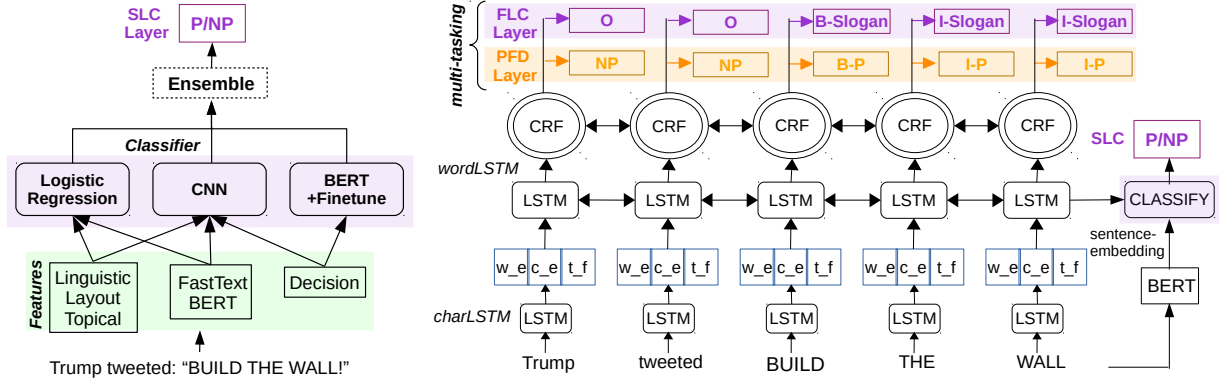 SLC
Layer
P/NP
Ensemble
Classifier
Logistic
Regression
CNN
BERT
+Finetune
Features
Linguistic
Layout
Topical
FastText
BERT
Decision
Trump tweeted: “BUILD THE WALL!”
multi-tasking
FLC
Layer
O
O
B-Slogan
I-Slogan
I-Slogan
PFD
Layer
NP
NP
B-P
I-P
I-P
CRF
CRF
CRF
CRF
CRF
SLC
P/NP
wordLSTM
LSTM
LSTM
LSTM
LSTM
LSTM
CLASSIFY
sentence-
embedding
w_e c_e t_f
w_e c_e t_f
w_e c_e t_f
w_e c_e t_f
w_e c_e t_f
BERT
charLSTM
LSTM
LSTM
LSTM
LSTM
LSTM
Trump
tweeted
BUILD
THE
WALL